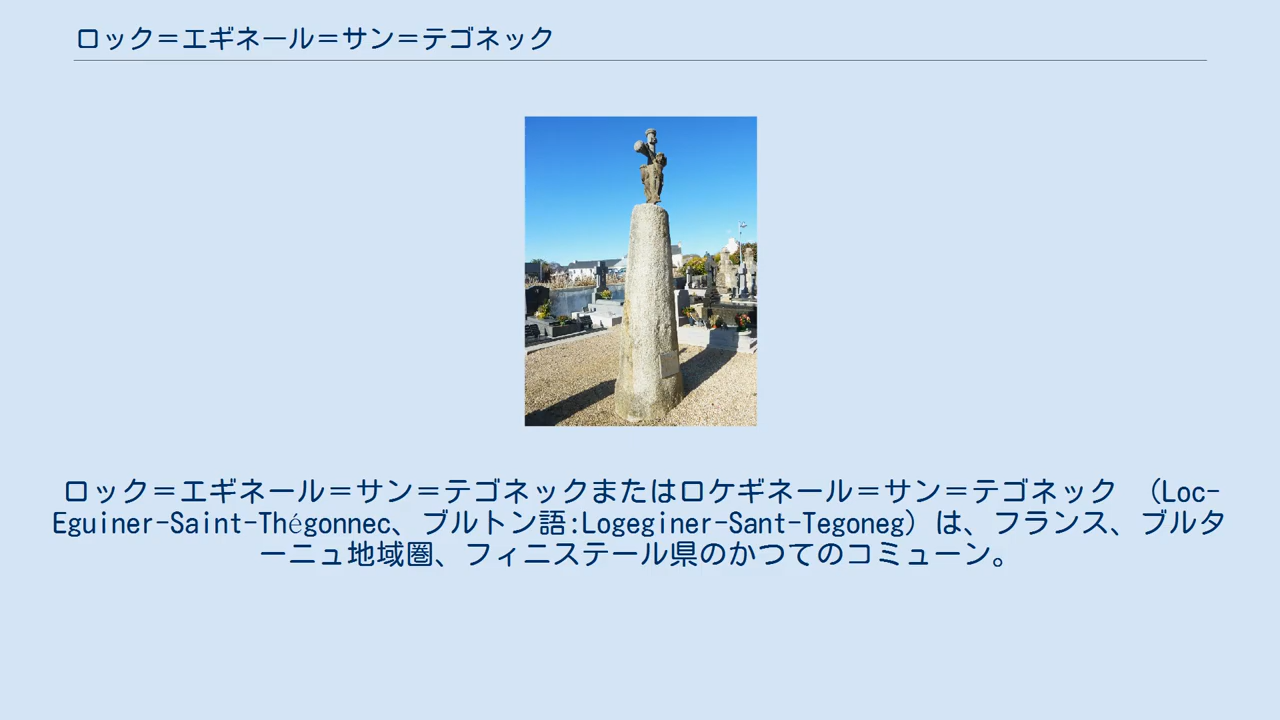 ロック＝エギネール＝サン＝テゴネック
ロック＝エギネール＝サン＝テゴネックまたはロケギネール＝サン＝テゴネック　（Loc-
Eguiner-Saint-Thégonnec、ブルトン語:Logeginer-Sant-Tegoneg）は、フランス、ブルタ
ーニュ地域圏、フィニステール県のかつてのコミューン。